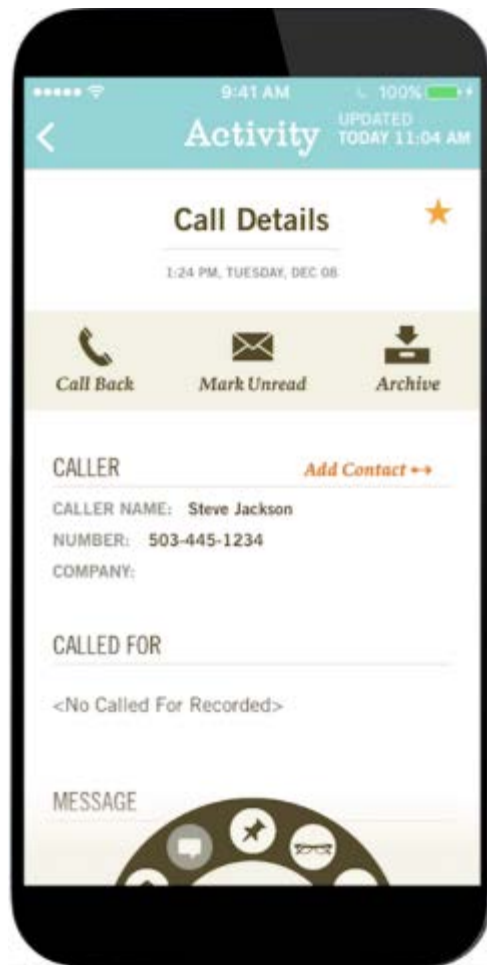 9:41 AM
100%
Activity
UPDATED
TODAY 11:04 AM
Call Details
1:24 PM, TUESDAY, DEC 08
Call Back
Mark Unread
Archive
CALLER
Add Contact
CALLER NAME: Steve Jackson
NUMBER: 503-445-1234
COMPANY:
CALLED FOR
<No Called For Recorded>
MESSAGE